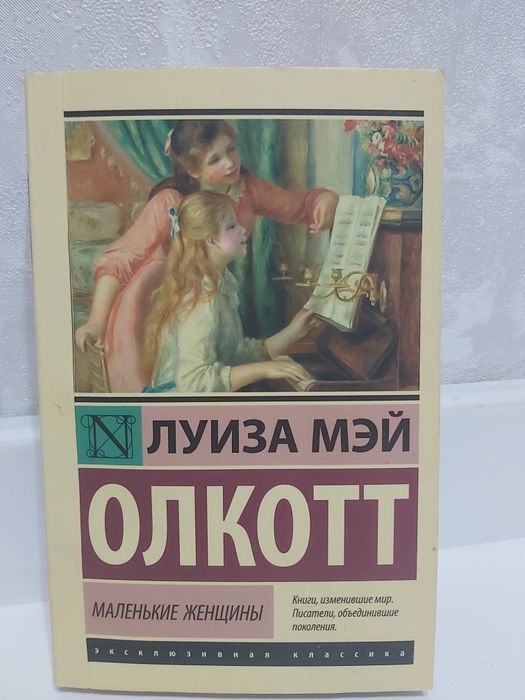 N ЛУИЗА МЭЙ
ОЛКОТТ
МАЛЕНЬКИЕ ЖЕНЩИНЫ
Книги, изменившие мир.
Писатели, объединившие
поколения.
эксклюзивная классика